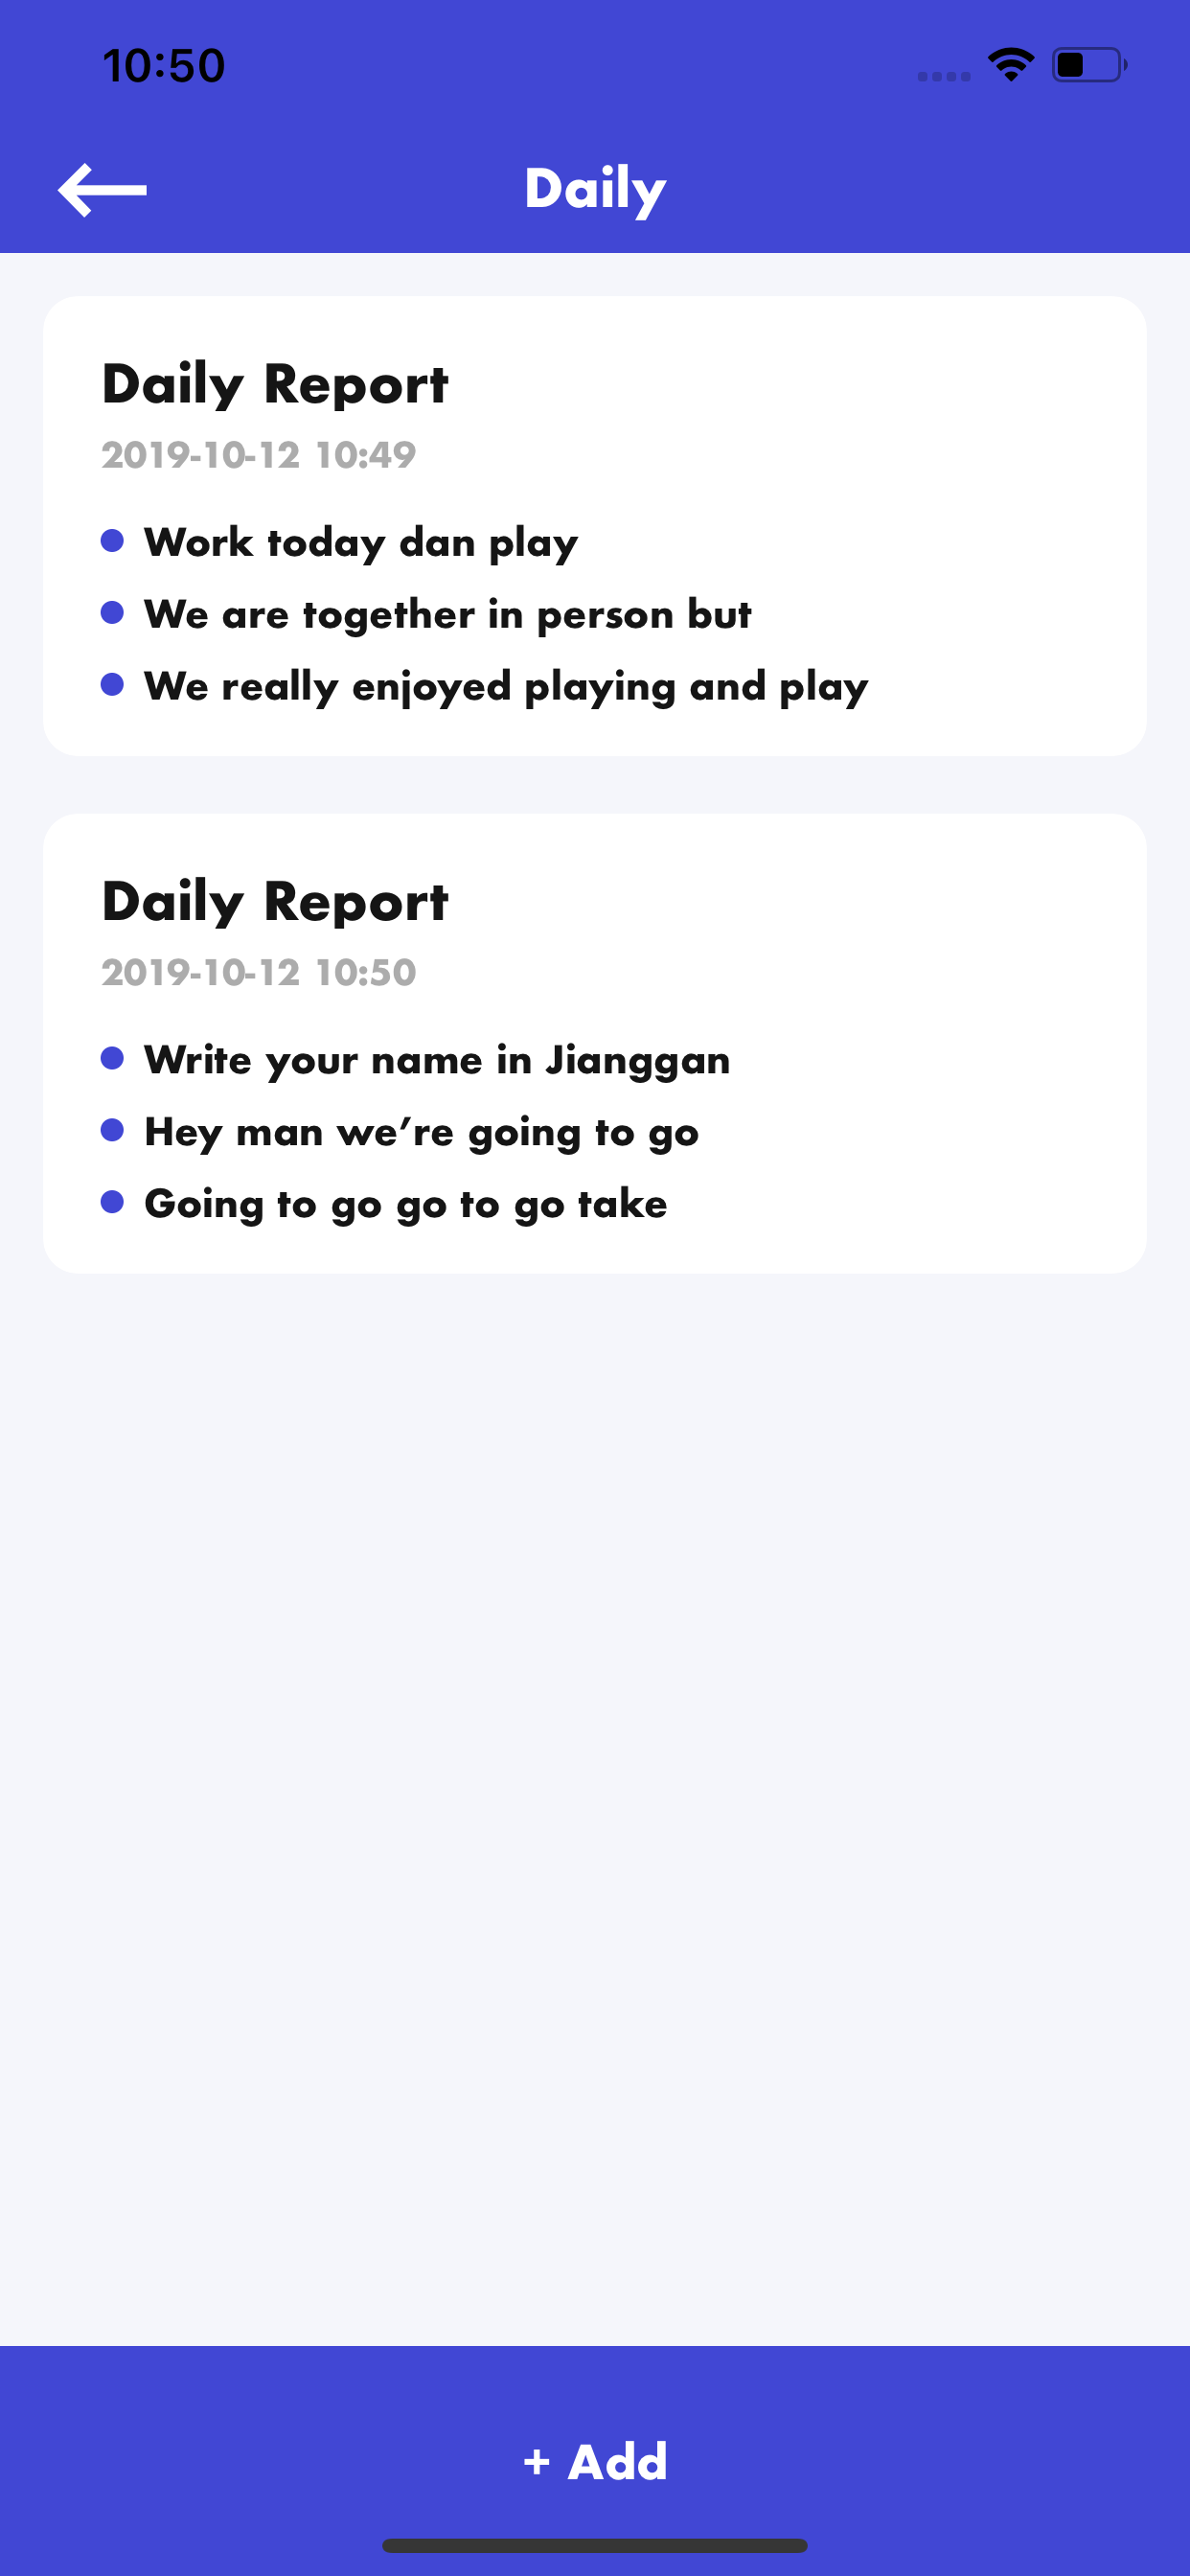 10:50
Daily
Daily Report
2019-10-12 10:49
Work today dan play
We are together in person but
We really enjoyed playing and play
Daily Report
2019-10-12 10:50
Write your name in Jianggan
Hey man we’re going to go
Going to go go to go take
+ Add